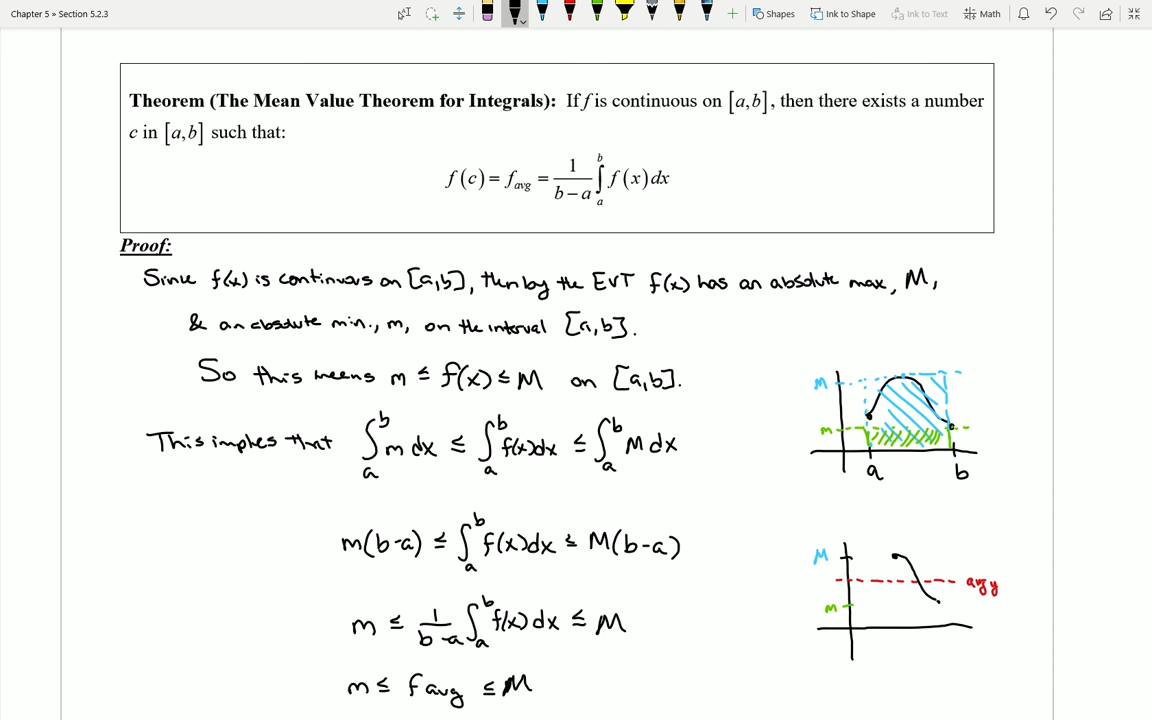 Chapter 5 » Section 5.2.3
Shapes Ink to Shape Ink to Text Math
Theorem (The Mean Value Theorem for Integrals): If f is continuous on [a,b], then there exists a number
c in [a,b] such that:
f(c) = f_avg = 1/(b−a) ∫_a^b f(x)dx
Proof:
Since f(x) is continuous on [a,b], then by the EVT f(x) has an absolute max, M,
& an absolute min., m, on the interval [a,b].
So this means m ≤ f(x) ≤ M on [a,b].
This implies that ∫_a^b m dx ≤ ∫_a^b f(x)dx ≤ ∫_a^b M dx
M
m
a b
m(b-a) ≤ ∫_a^b f(x)dx ≤ M(b-a)
M
avg y
m
m ≤ 1/(b-a) ∫_a^b f(x)dx ≤ M
m ≤ f avg ≤ M